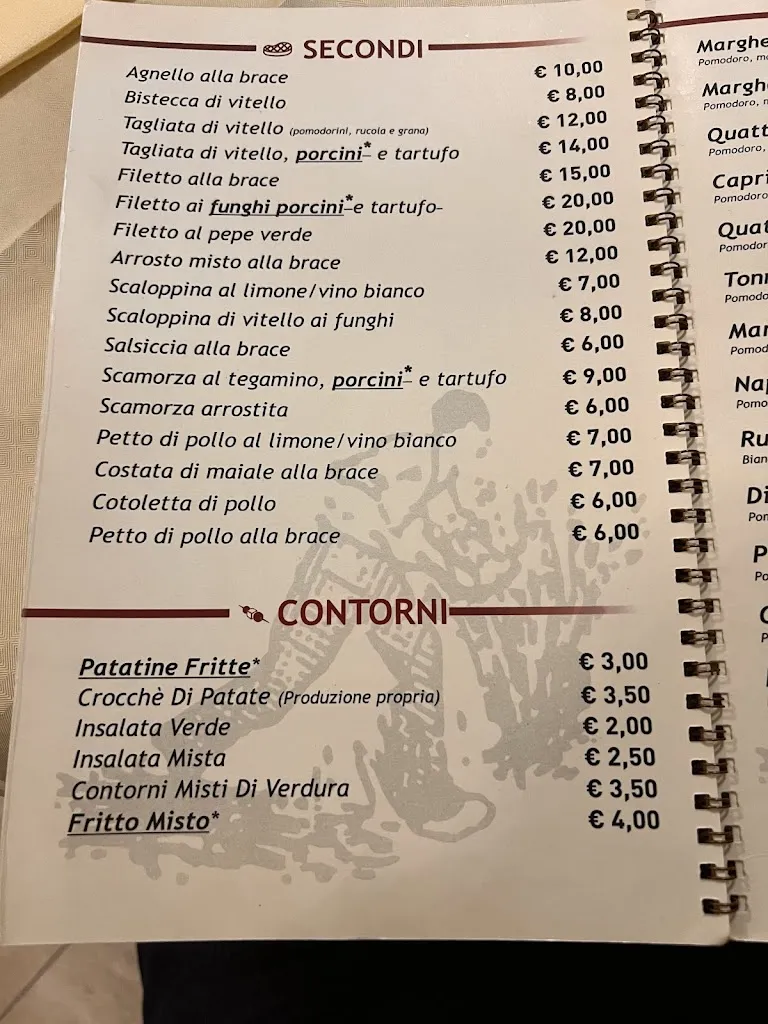 SECONDI
Agnello alla brace € 10,00
Bistecca di vitello € 8,00
Tagliata di vitello (pomodorini, rucola e grana) € 12,00
Tagliata di vitello, porcini* e tartufo € 14,00
Filetto alla brace € 15,00
Filetto ai funghi porcini* e tartufo € 20,00
Filetto al pepe verde € 20,00
Arrosto misto alla brace € 12,00
Scaloppina al limone/vino bianco € 7,00
Scaloppina di vitello ai funghi € 8,00
Salsiccia alla brace € 6,00
Scamorza al tegamino, porcini* e tartufo € 9,00
Scamorza arrostita € 6,00
Petto di pollo al limone/vino bianco € 7,00
Costata di maiale alla brace € 7,00
Cotoletta di pollo € 6,00
Petto di pollo alla brace € 6,00
CONTORNI
Patatine Fritte* € 3,00
Crocchè Di Patate (Produzione propria) € 3,50
Insalata Verde € 2,00
Insalata Mista € 2,50
Contorni Misti Di Verdura € 3,50
Fritto Misto* € 4,00
Pomodoro,
Pomodoro,
Pomodoro,
Pomodoro